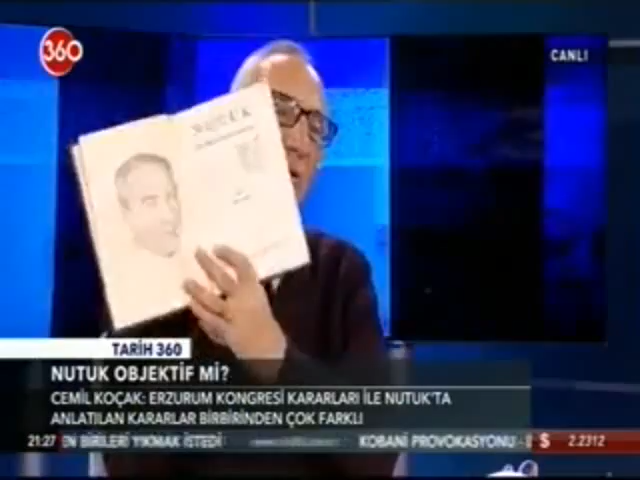 360
CANLI
NUTUK
TARİH 360
NUTUK OBJEKTİF Mİ?
CEMİL KOÇAK: ERZURUM KONGRESİ KARARLARI İLE NUTUK'TA
ANLATILAN KARARLAR BİRBİRİNDEN ÇOK FARKLI
21:27 EN BİRİLERİ YIKMAK İSTEDİ KOBANİ PROVOKASYONU - $ 2.2312